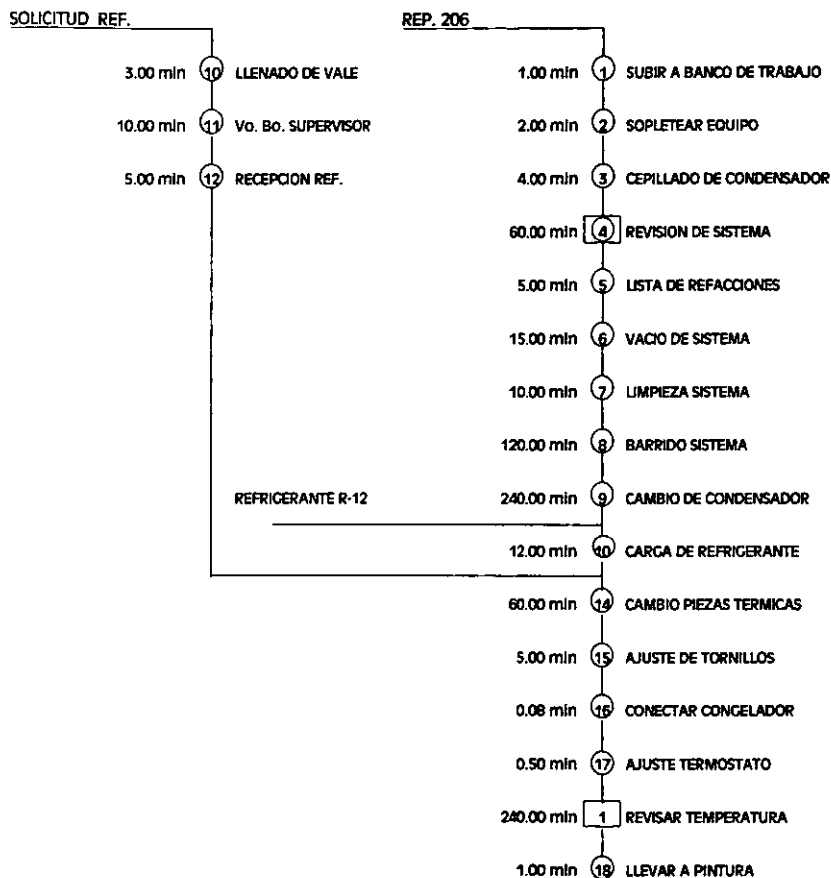 SOLICITUD REF.
3.00 min 10 LLENADO DE VALE
10.00 min 11 Vo. Bo. SUPERVISOR
5.00 min 12 RECEPCION REF.
REP. 206
1.00 min 1 SUBIR A BANCO DE TRABAJO
2.00 min 2 SOPLETEAR EQUIPO
4.00 min 3 CEPILLADO DE CONDENSADOR
60.00 min 4 REVISION DE SISTEMA
5.00 min 5 LISTA DE REFACCIONES
15.00 min 6 VACIO DE SISTEMA
10.00 min 7 LIMPIEZA SISTEMA
120.00 min 8 BARRIDO SISTEMA
240.00 min 9 CAMBIO DE CONDENSADOR
REFRIGERANTE R-12
12.00 min 10 CARGA DE REFRIGERANTE
60.00 min 14 CAMBIO PIEZAS TERMICAS
5.00 min 15 AJUSTE DE TORNILLOS
0.08 min 16 CONECTAR CONGELADOR
0.50 min 17 AJUSTE TERMOSTATO
240.00 min 1 REVISAR TEMPERATURA
1.00 min 18 LLEVAR A PINTURA